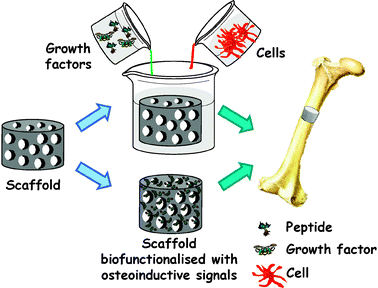 Growth
factors
Cells
Scaffold
Scaffold
biofunctionalised with
osteoinductive signals
Peptide
Growth factor
Cell